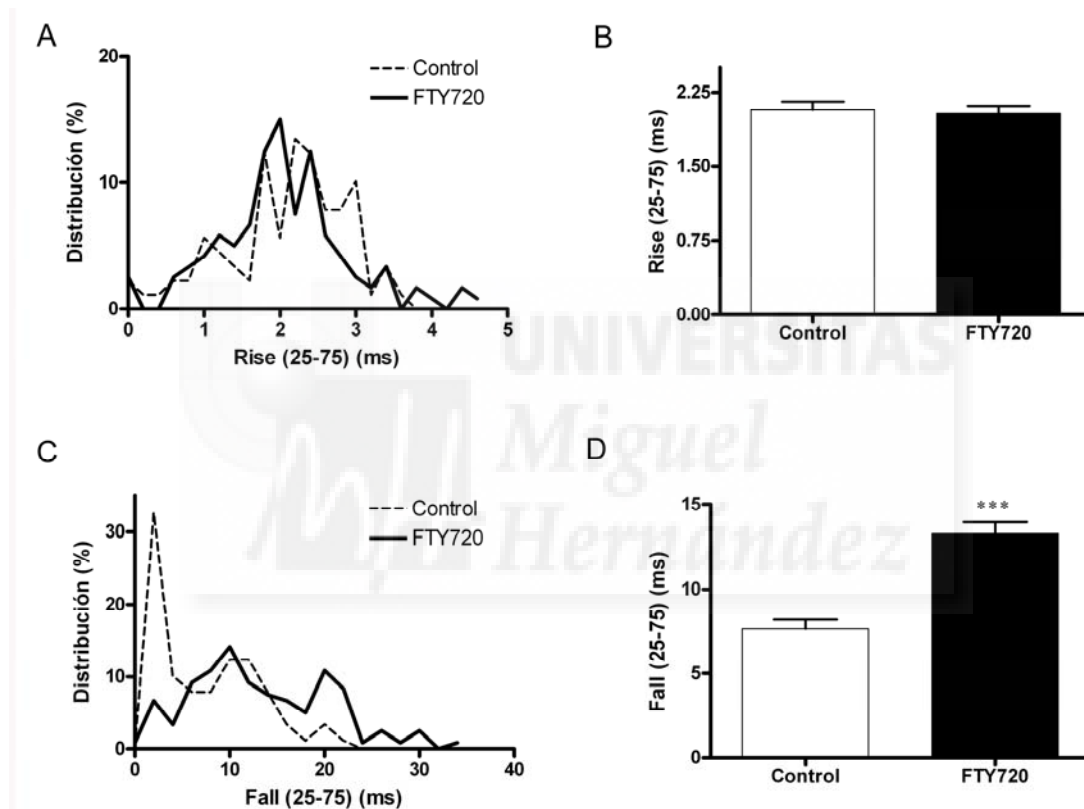 A
20
10
0
Distribución (%)
Control
FTY720
0 1 2 3 4 5
Rise (25-75) (ms)
B
2.25
1.50
0.75
0.00
Rise (25-75) (ms)
Control FTY720
UNIVERSITAS
Miguel
Hernández
C
30
20
10
0
Distribución (%)
Control
FTY720
0 10 20 30 40
Fall (25-75) (ms)
D
15
10
5
0
Fall (25-75) (ms)
***
Control FTY720